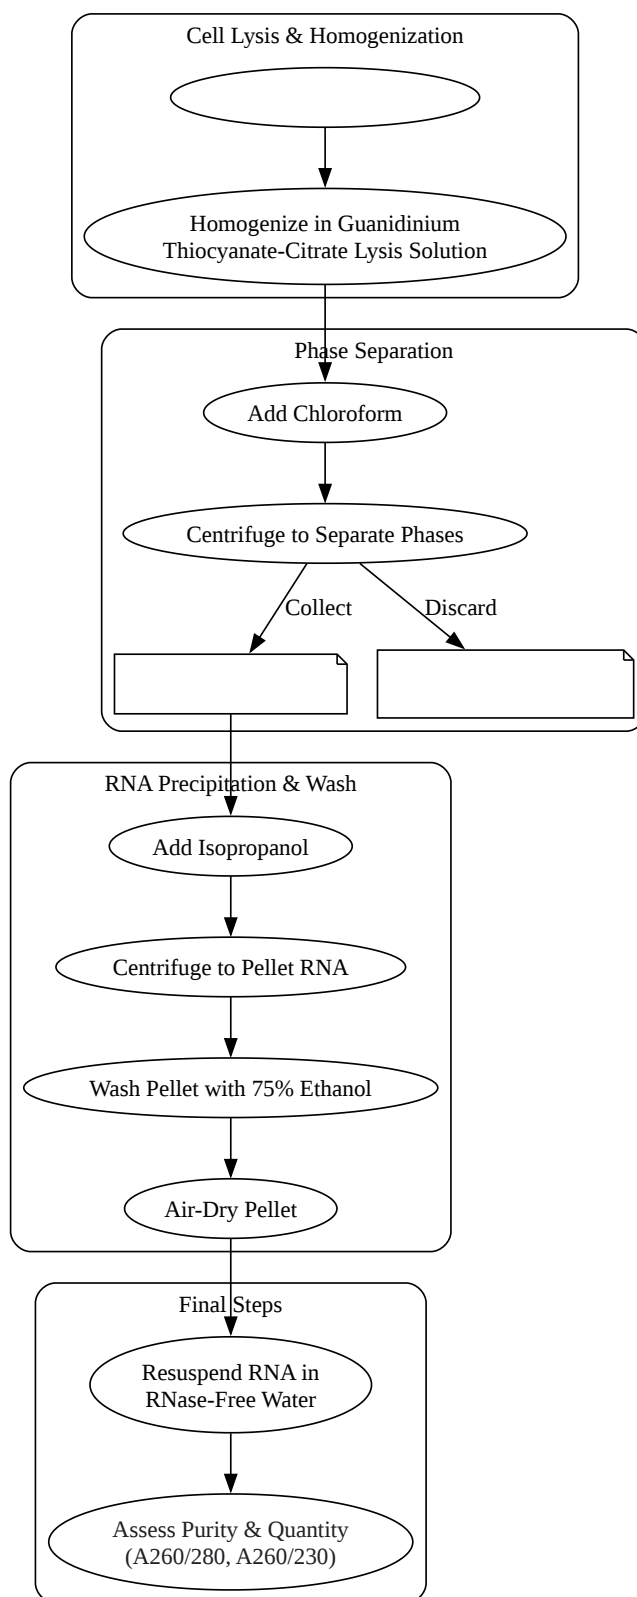 Cell Lysis & Homogenization
Homogenize in Guanidinium
Thiocyanate-Citrate Lysis Solution
Phase Separation
Add Chloroform
Centrifuge to Separate Phases
Collect
Discard
RNA Precipitation & Wash
Add Isopropanol
Centrifuge to Pellet RNA
Wash Pellet with 75% Ethanol
Air-Dry Pellet
Final Steps
Resuspend RNA in
RNase-Free Water
Assess Purity & Quantity
(A260/280, A260/230)